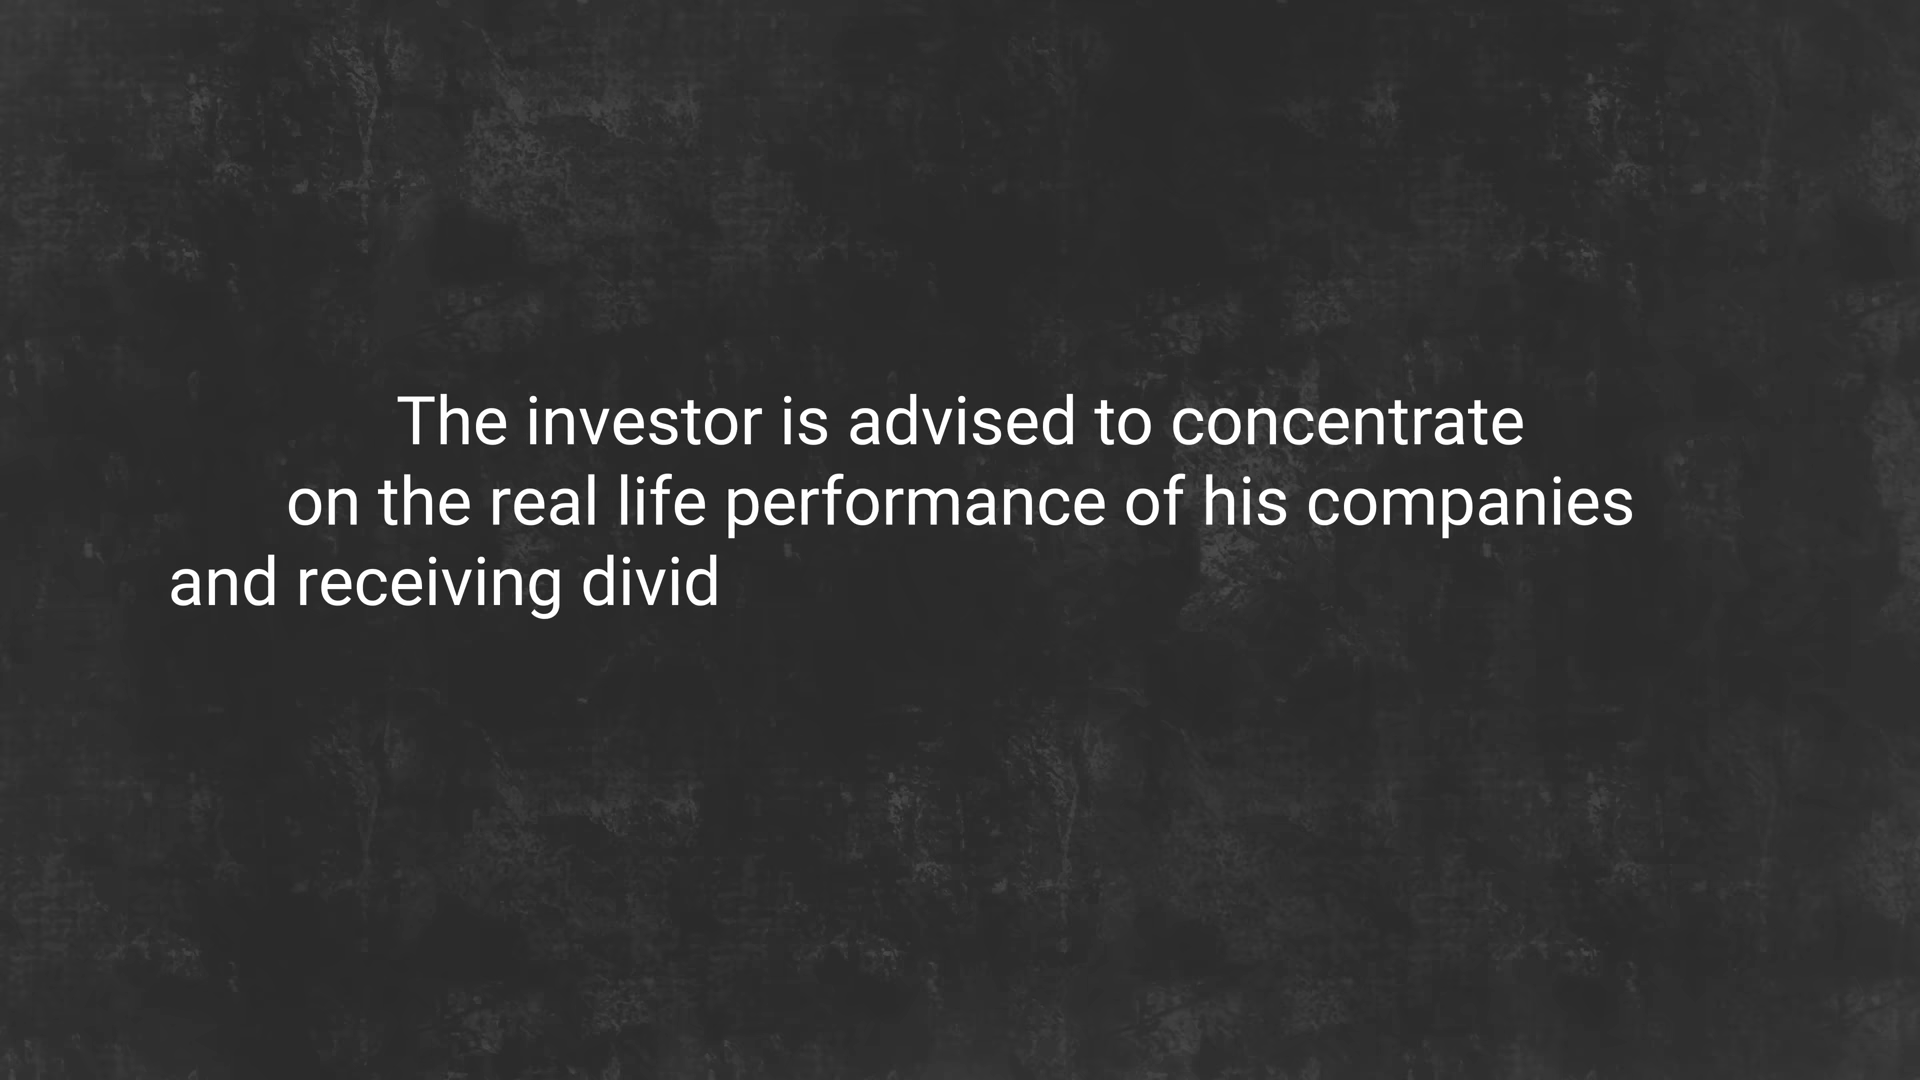 The investor is advised to concentrate
on the real life performance of his companies
and receiving divid